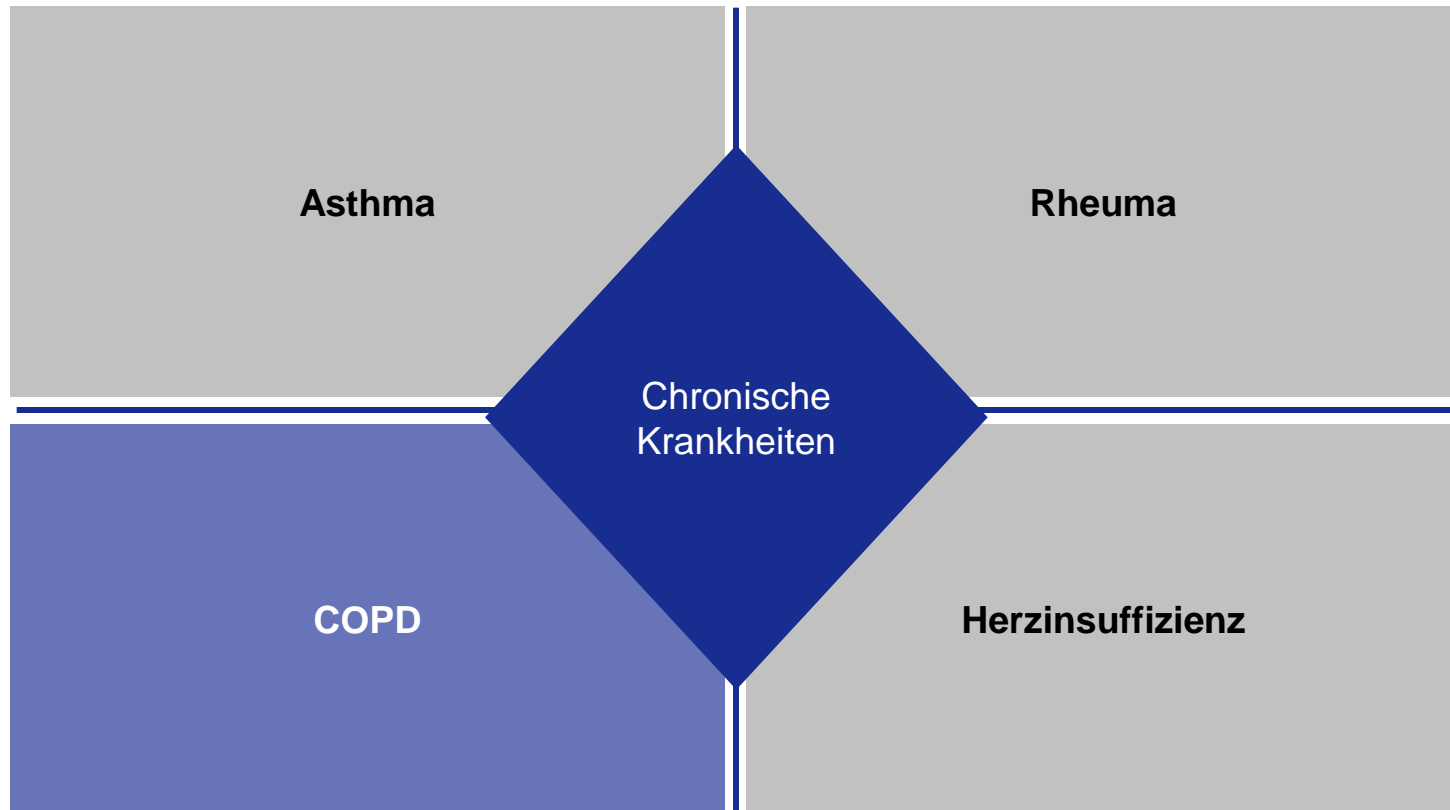 Asthma
Rheuma
Chronische
Krankheiten
COPD
Herzinsuffizienz